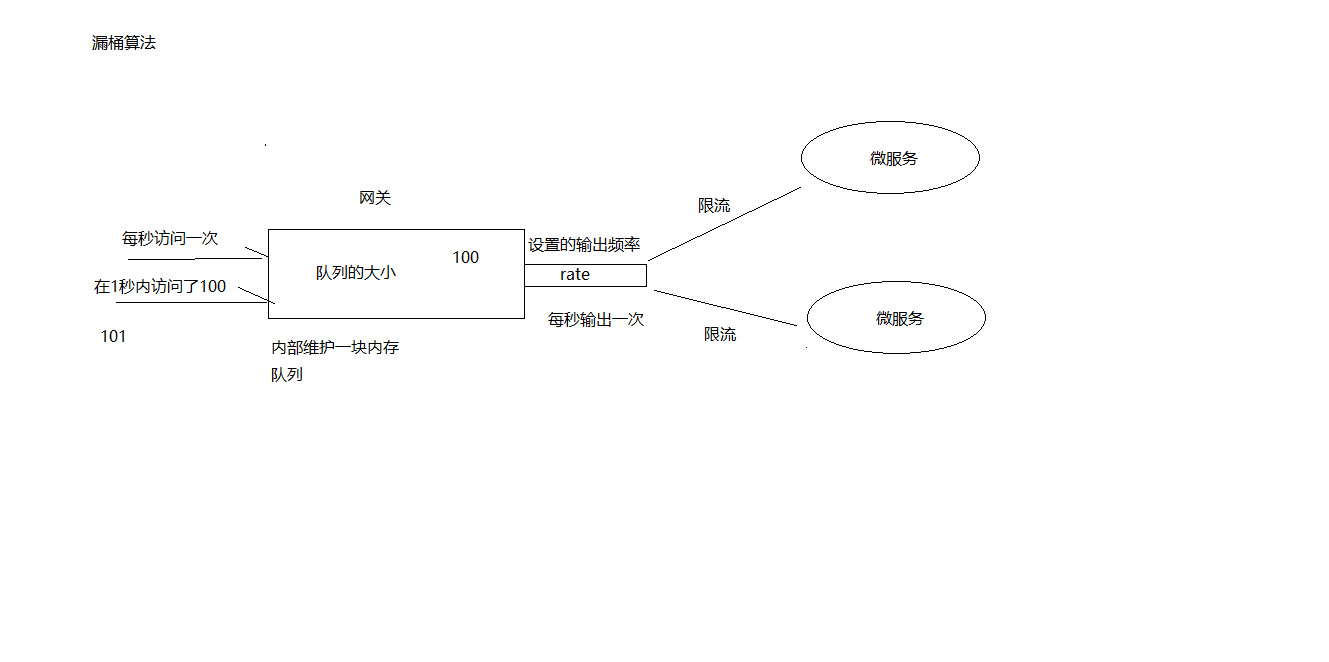 漏桶算法
网关
每秒访问一次
在1秒内访问了100
101
队列的大小
100
内部维护一块内存
队列
设置的输出频率
rate
每秒输出一次
限流
限流
微服务
微服务